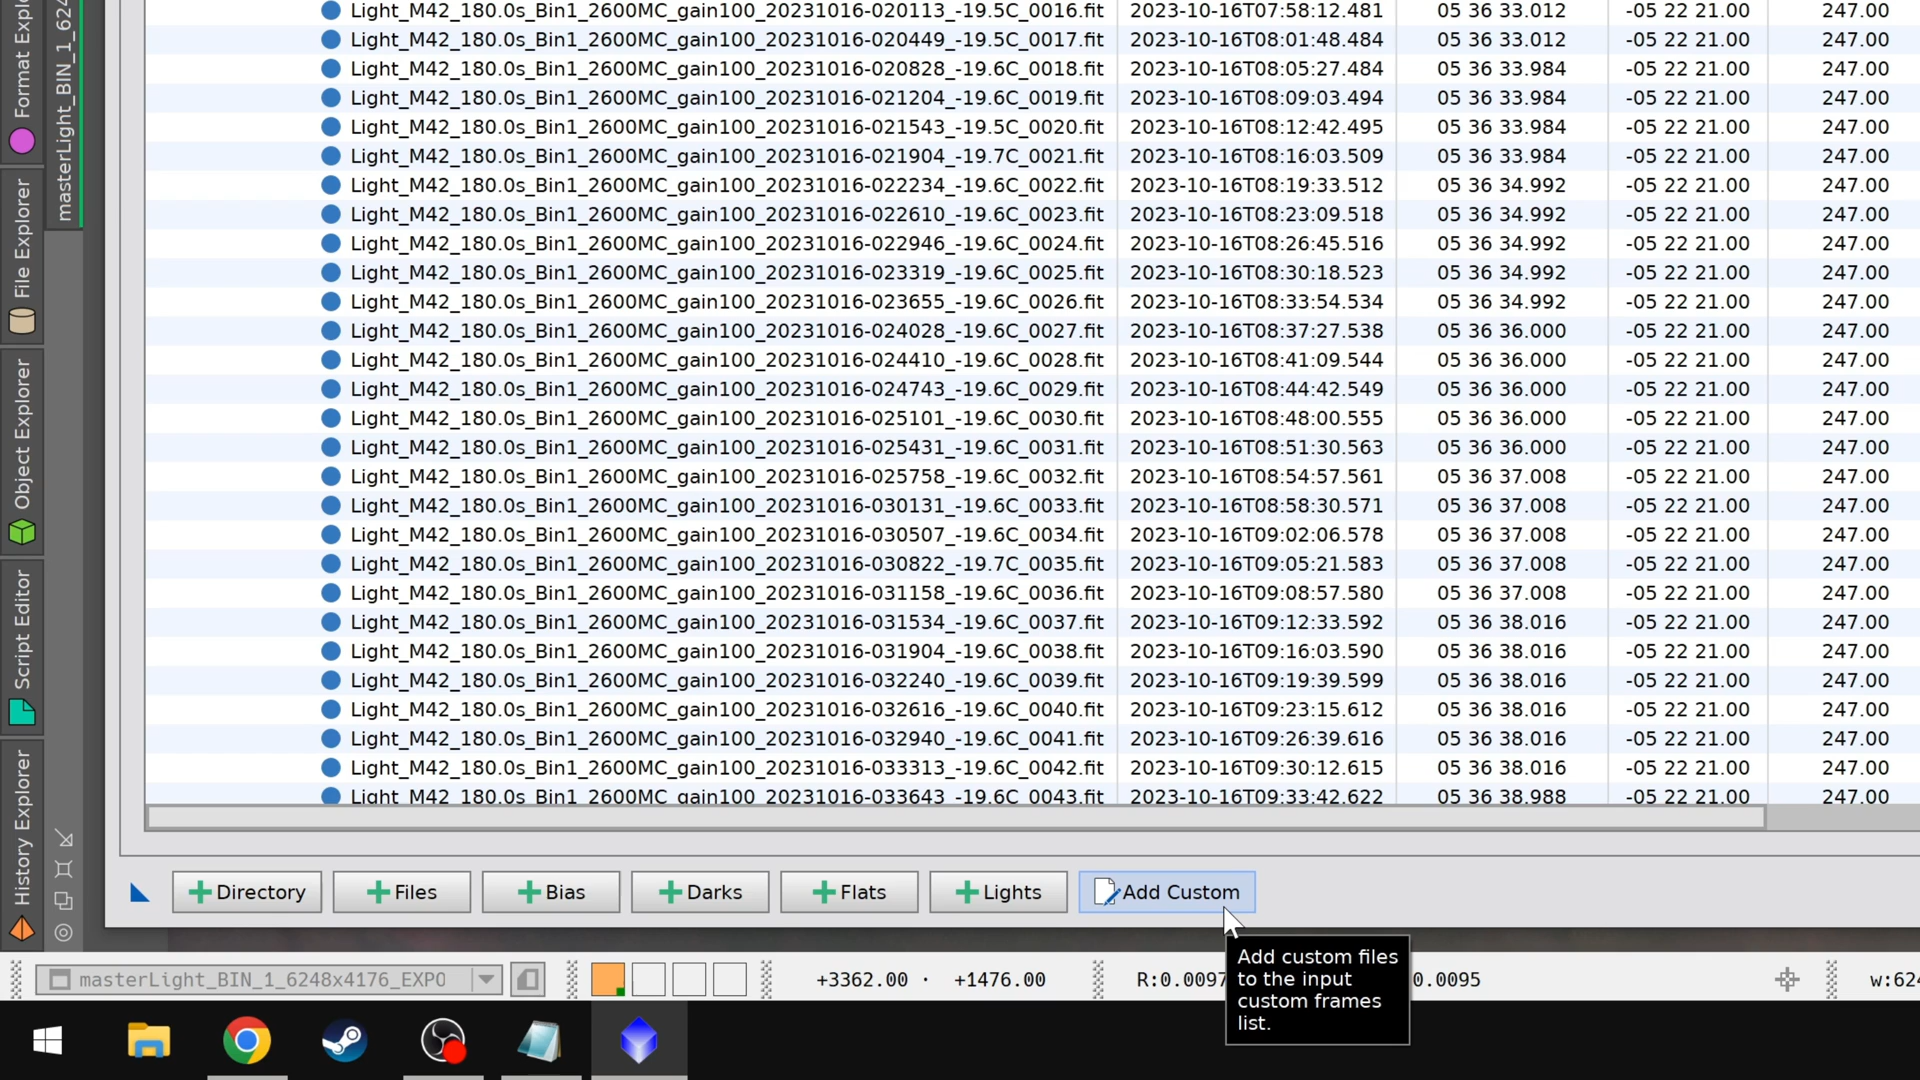 Format Explo
File Explorer
Object Explorer
Script Editor
History Explorer
masterLight_BIN_1_624
Light_M42_180.0s_Bin1_2600MC_gain100_20231016-020113_-19.5C_0016.fit 2023-10-16T07:58:12.481 05 36 33.012 -05 22 21.00 247.00
Light_M42_180.0s_Bin1_2600MC_gain100_20231016-020449_-19.5C_0017.fit 2023-10-16T08:01:48.484 05 36 33.012 -05 22 21.00 247.00
Light_M42_180.0s_Bin1_2600MC_gain100_20231016-020828_-19.6C_0018.fit 2023-10-16T08:05:27.484 05 36 33.984 -05 22 21.00 247.00
Light_M42_180.0s_Bin1_2600MC_gain100_20231016-021204_-19.6C_0019.fit 2023-10-16T08:09:03.494 05 36 33.984 -05 22 21.00 247.00
Light_M42_180.0s_Bin1_2600MC_gain100_20231016-021543_-19.5C_0020.fit 2023-10-16T08:12:42.495 05 36 33.984 -05 22 21.00 247.00
Light_M42_180.0s_Bin1_2600MC_gain100_20231016-021904_-19.7C_0021.fit 2023-10-16T08:16:03.509 05 36 33.984 -05 22 21.00 247.00
Light_M42_180.0s_Bin1_2600MC_gain100_20231016-022234_-19.6C_0022.fit 2023-10-16T08:19:33.512 05 36 34.992 -05 22 21.00 247.00
Light_M42_180.0s_Bin1_2600MC_gain100_20231016-022610_-19.6C_0023.fit 2023-10-16T08:23:09.518 05 36 34.992 -05 22 21.00 247.00
Light_M42_180.0s_Bin1_2600MC_gain100_20231016-022946_-19.6C_0024.fit 2023-10-16T08:26:45.516 05 36 34.992 -05 22 21.00 247.00
Light_M42_180.0s_Bin1_2600MC_gain100_20231016-023319_-19.6C_0025.fit 2023-10-16T08:30:18.523 05 36 34.992 -05 22 21.00 247.00
Light_M42_180.0s_Bin1_2600MC_gain100_20231016-023655_-19.6C_0026.fit 2023-10-16T08:33:54.534 05 36 34.992 -05 22 21.00 247.00
Light_M42_180.0s_Bin1_2600MC_gain100_20231016-024028_-19.6C_0027.fit 2023-10-16T08:37:27.538 05 36 36.000 -05 22 21.00 247.00
Light_M42_180.0s_Bin1_2600MC_gain100_20231016-024410_-19.6C_0028.fit 2023-10-16T08:41:09.544 05 36 36.000 -05 22 21.00 247.00
Light_M42_180.0s_Bin1_2600MC_gain100_20231016-024743_-19.6C_0029.fit 2023-10-16T08:44:42.549 05 36 36.000 -05 22 21.00 247.00
Light_M42_180.0s_Bin1_2600MC_gain100_20231016-025101_-19.6C_0030.fit 2023-10-16T08:48:00.555 05 36 36.000 -05 22 21.00 247.00
Light_M42_180.0s_Bin1_2600MC_gain100_20231016-025431_-19.6C_0031.fit 2023-10-16T08:51:30.563 05 36 36.000 -05 22 21.00 247.00
Light_M42_180.0s_Bin1_2600MC_gain100_20231016-025758_-19.6C_0032.fit 2023-10-16T08:54:57.561 05 36 37.008 -05 22 21.00 247.00
Light_M42_180.0s_Bin1_2600MC_gain100_20231016-030131_-19.6C_0033.fit 2023-10-16T08:58:30.571 05 36 37.008 -05 22 21.00 247.00
Light_M42_180.0s_Bin1_2600MC_gain100_20231016-030507_-19.6C_0034.fit 2023-10-16T09:02:06.578 05 36 37.008 -05 22 21.00 247.00
Light_M42_180.0s_Bin1_2600MC_gain100_20231016-030822_-19.7C_0035.fit 2023-10-16T09:05:21.583 05 36 37.008 -05 22 21.00 247.00
Light_M42_180.0s_Bin1_2600MC_gain100_20231016-031158_-19.6C_0036.fit 2023-10-16T09:08:57.580 05 36 37.008 -05 22 21.00 247.00
Light_M42_180.0s_Bin1_2600MC_gain100_20231016-031534_-19.6C_0037.fit 2023-10-16T09:12:33.592 05 36 38.016 -05 22 21.00 247.00
Light_M42_180.0s_Bin1_2600MC_gain100_20231016-031904_-19.6C_0038.fit 2023-10-16T09:16:03.590 05 36 38.016 -05 22 21.00 247.00
Light_M42_180.0s_Bin1_2600MC_gain100_20231016-032240_-19.6C_0039.fit 2023-10-16T09:19:39.599 05 36 38.016 -05 22 21.00 247.00
Light_M42_180.0s_Bin1_2600MC_gain100_20231016-032616_-19.6C_0040.fit 2023-10-16T09:23:15.612 05 36 38.016 -05 22 21.00 247.00
Light_M42_180.0s_Bin1_2600MC_gain100_20231016-032940_-19.6C_0041.fit 2023-10-16T09:26:39.616 05 36 38.016 -05 22 21.00 247.00
Light_M42_180.0s_Bin1_2600MC_gain100_20231016-033313_-19.6C_0042.fit 2023-10-16T09:30:12.615 05 36 38.016 -05 22 21.00 247.00
Light_M42_180.0s_Bin1_2600MC_gain100_20231016-033643_-19.6C_0043.fit 2023-10-16T09:33:42.622 05 36 38.988 -05 22 21.00 247.00
Directory Files Bias Darks Flats Lights Add Custom
Add custom files
to the input
custom frames
list.
masterLight_BIN_1_6248x4176_EXPO +3362.00 · +1476.00 R:0.0097 0.0095 w:624